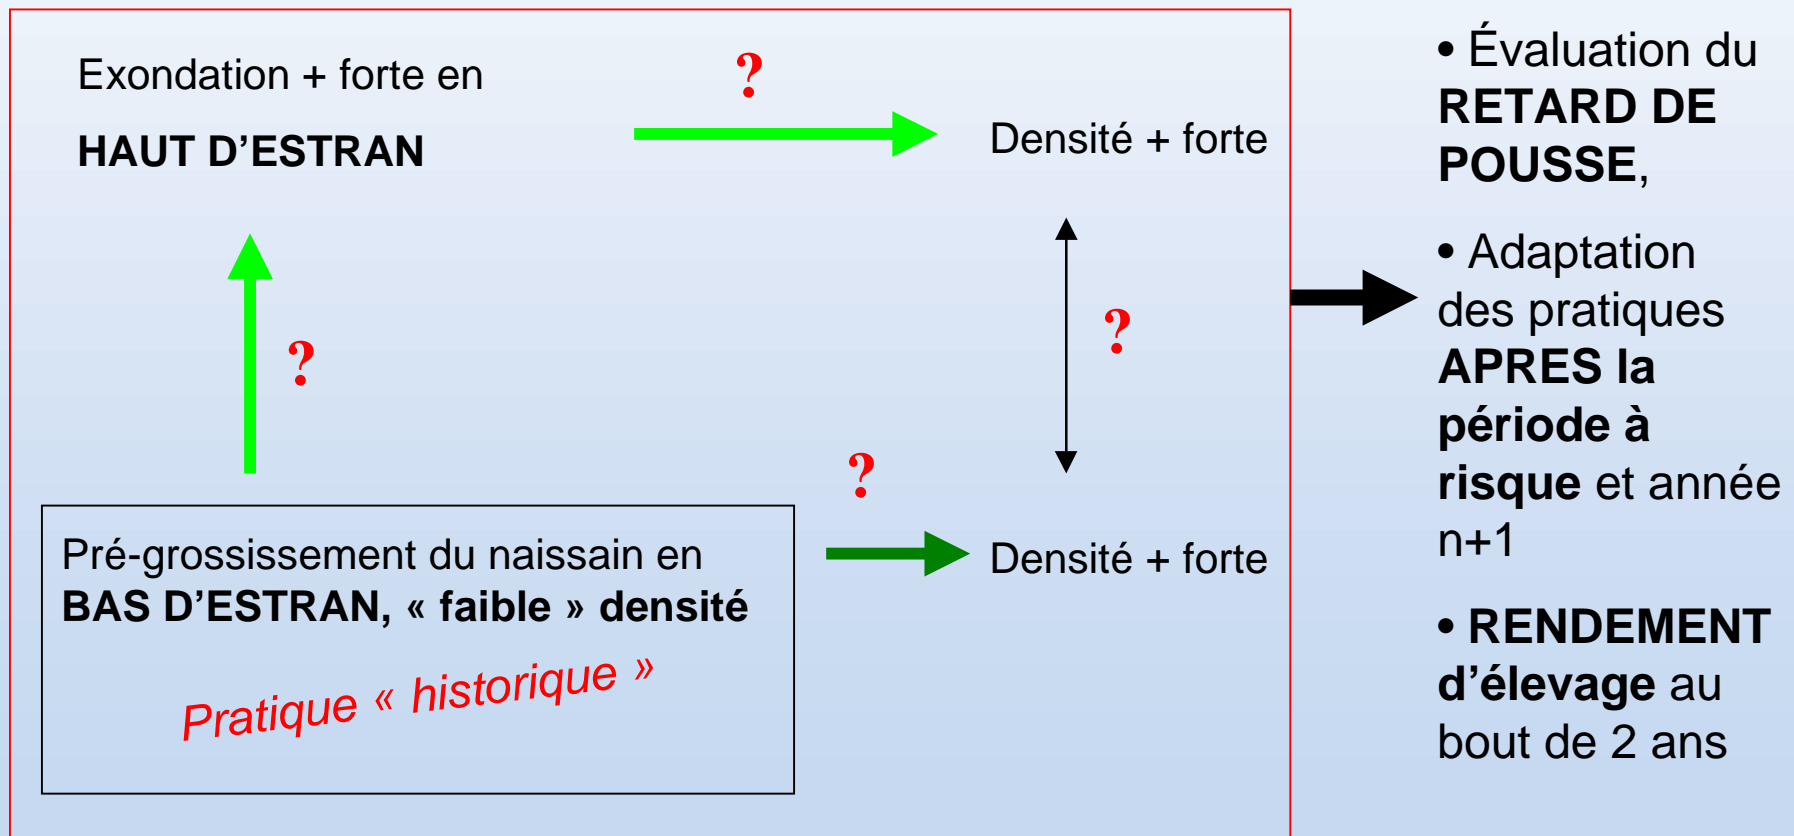 Exondation + forte en
HAUT D’ESTRAN
?
Densité + forte
?
?
?
Pré-grossissement du naissain en
BAS D’ESTRAN, « faible » densité
Pratique « historique »
Densité + forte
• Évaluation du
RETARD DE
POUSSE,
• Adaptation
des pratiques
APRES la
période à
risque et année
n+1
• RENDEMENT
d’élevage au
bout de 2 ans